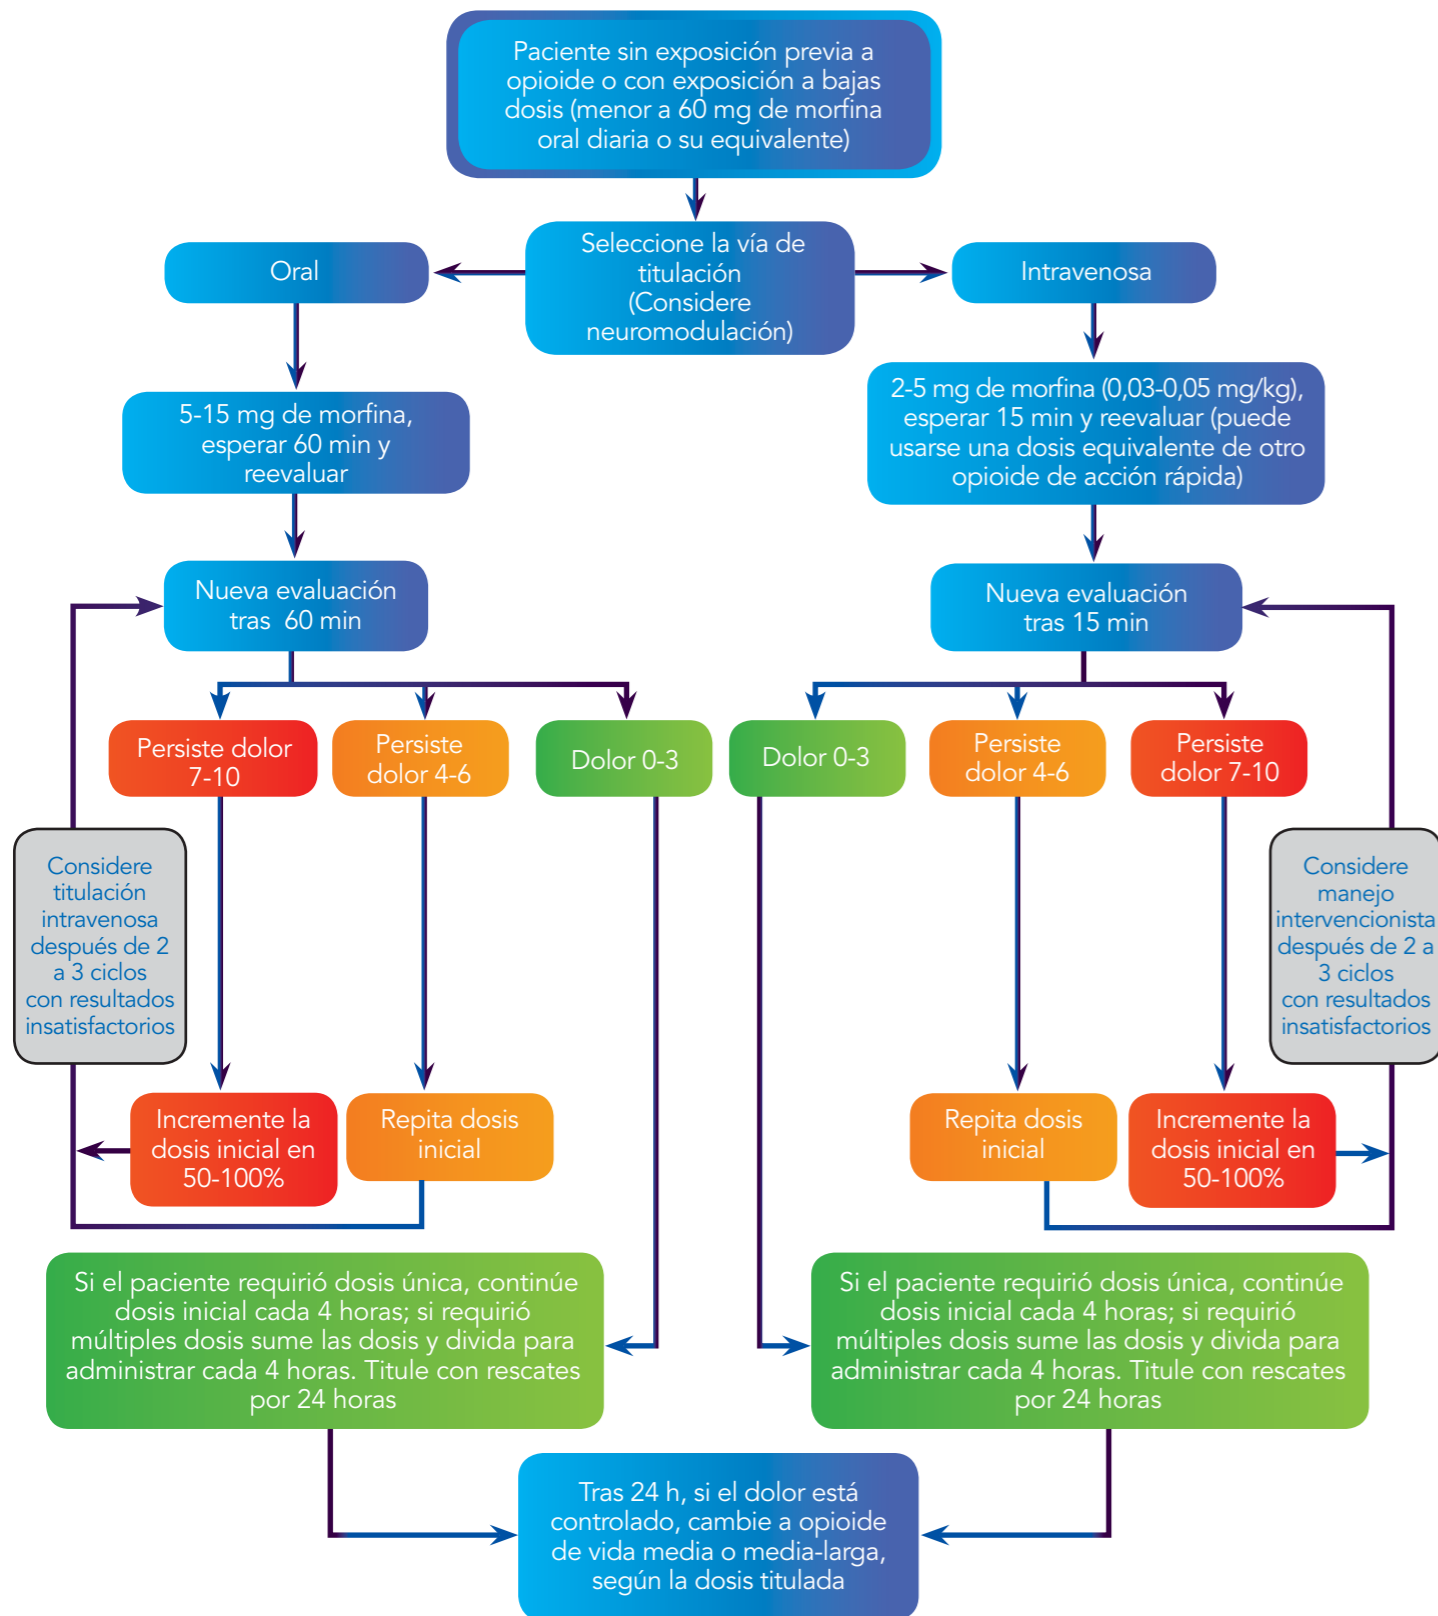 Paciente sin exposición previa a
opioide o con exposición a bajas
dosis (menor a 60 mg de morfina
oral diaria o su equivalente)
Seleccione la vía de
titulación
(Considere
neuromodulación)
Oral
Intravenosa
5-15 mg de morfina,
esperar 60 min y
reevaluar
2-5 mg de morfina (0,03-0,05 mg/kg),
esperar 15 min y reevaluar (puede
usarse una dosis equivalente de otro
opioide de acción rápida)
Nueva evaluación
tras 60 min
Nueva evaluación
tras 15 min
Persiste dolor
7-10
Persiste
dolor 4-6
Dolor 0-3
Dolor 0-3
Persiste
dolor 4-6
Persiste
dolor 7-10
Considere
titulación
intravenosa
después de 2
a 3 ciclos
con resultados
insatisfactorios
Considere
manejo
intervencionista
después de 2 a
3 ciclos
con resultados
insatisfactorios
Incremente la
dosis inicial en
50-100%
Repita dosis
inicial
Repita dosis
inicial
Incremente la
dosis inicial en
50-100%
Si el paciente requirió dosis única, continúe
dosis inicial cada 4 horas; si requirió
múltiples dosis sume las dosis y divida para
administrar cada 4 horas. Titule con rescates
por 24 horas
Si el paciente requirió dosis única, continúe
dosis inicial cada 4 horas; si requirió
múltiples dosis sume las dosis y divida para
administrar cada 4 horas. Titule con rescates
por 24 horas
Tras 24 h, si el dolor está
controlado, cambie a opioide
de vida media o media-larga,
según la dosis titulada